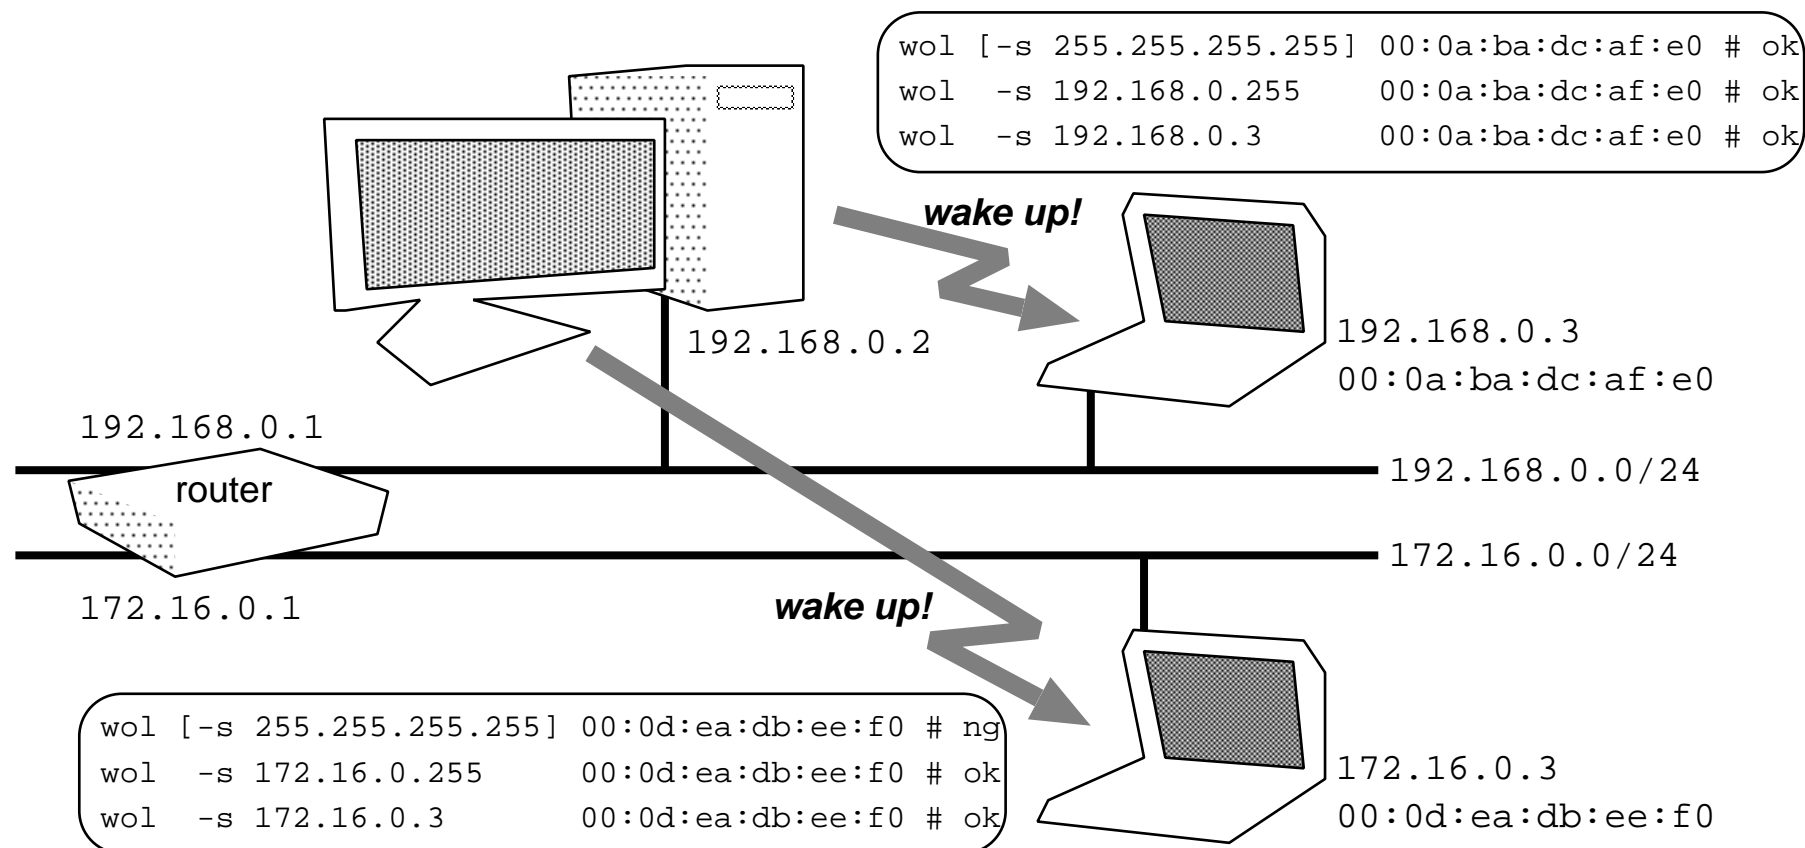 wol [-s 255.255.255.255] 00:0a:ba:dc:af:e0 # ok
wol  -s 192.168.0.255    00:0a:ba:dc:af:e0 # ok
wol  -s 192.168.0.3      00:0a:ba:dc:af:e0 # ok
wake up!
192.168.0.2
192.168.0.3
00:0a:ba:dc:af:e0
192.168.0.1
router
192.168.0.0/24
172.16.0.0/24
172.16.0.1
wake up!
wol [-s 255.255.255.255] 00:0d:ea:db:ee:f0 # ng
wol  -s 172.16.0.255     00:0d:ea:db:ee:f0 # ok
wol  -s 172.16.0.3       00:0d:ea:db:ee:f0 # ok
172.16.0.3
00:0d:ea:db:ee:f0